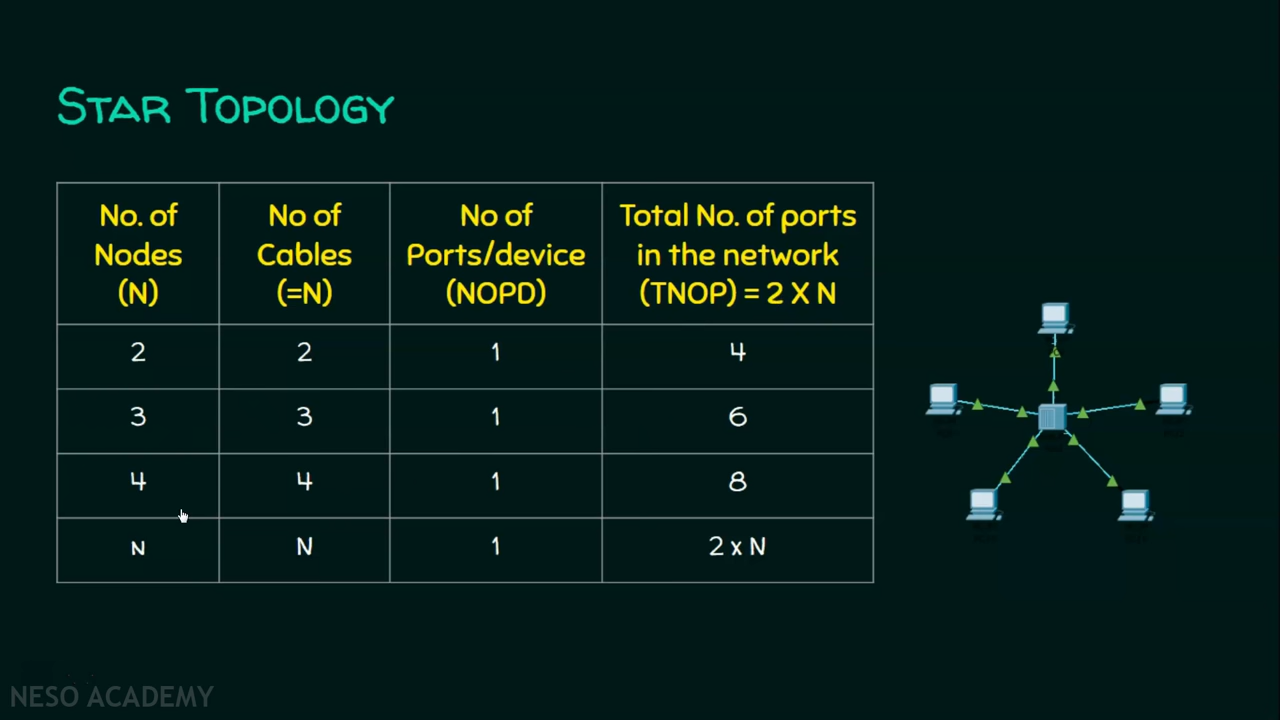 STAR TOPOLOGY
No. of Nodes (N)
No of Cables (=N)
No of Ports/device (NOPD)
Total No. of ports in the network (TNOP) = 2 X N
2 2 1 4
3 3 1 6
4 4 1 8
N N 1 2 x N
NESO ACADEMY